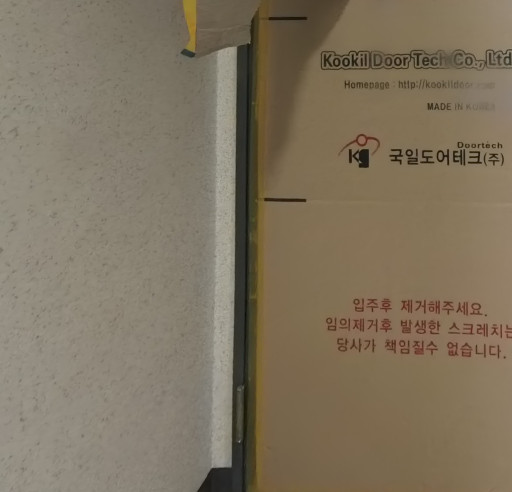 Kookil Door Tech Co., Ltd
Homepage : http://kookildoor.com
MADE IN KOREA
Doortech
국일도어테크(주)
입주후 제거해주세요.
임의제거후 발생한 스크레치는
당사가 책임질수 없습니다.